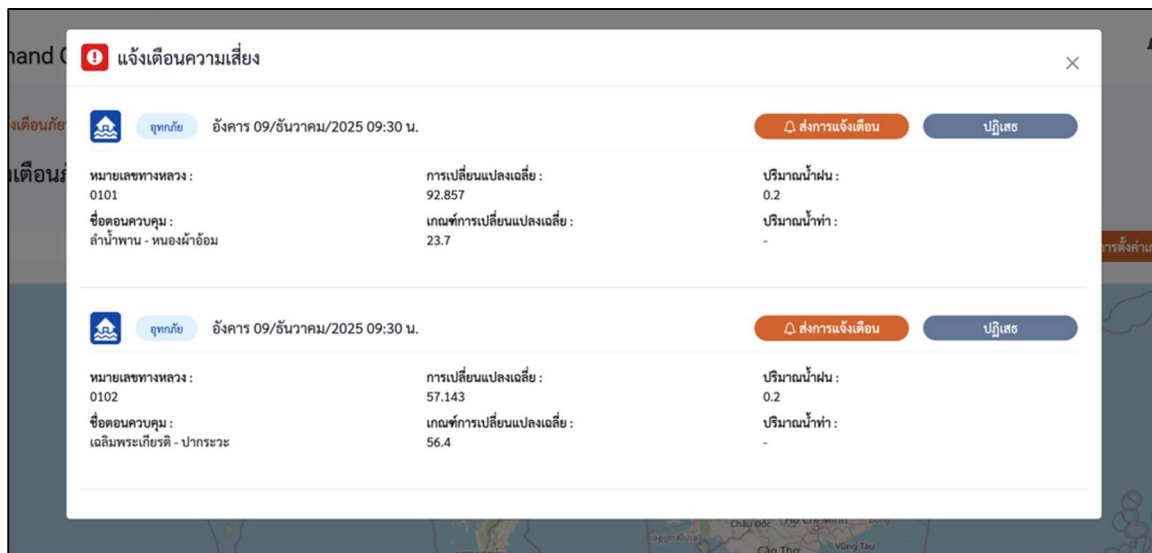 แจ้งเตือนความเสี่ยง
อุทกภัย อังคาร 09/ธันวาคม/2025 09:30 น. ส่งการแจ้งเตือน ปฏิเสธ
หมายเลขทางหลวง : การเปลี่ยนแปลงเฉลี่ย : ปริมาณน้ำฝน :
0101 92.857 0.2
ชื่อตอนควบคุม : เกณฑ์การเปลี่ยนแปลงเฉลี่ย : ปริมาณน้ำท่า :
ลำน้ำพาน - หนองผ้าอ้อม 23.7 -
อุทกภัย อังคาร 09/ธันวาคม/2025 09:30 น. ส่งการแจ้งเตือน ปฏิเสธ
หมายเลขทางหลวง : การเปลี่ยนแปลงเฉลี่ย : ปริมาณน้ำฝน :
0102 57.143 0.2
ชื่อตอนควบคุม : เกณฑ์การเปลี่ยนแปลงเฉลี่ย : ปริมาณน้ำท่า :
เฉลิมพระเกียรติ - ปากระวะ 56.4 -
Cần Thơ Vũng Tàu